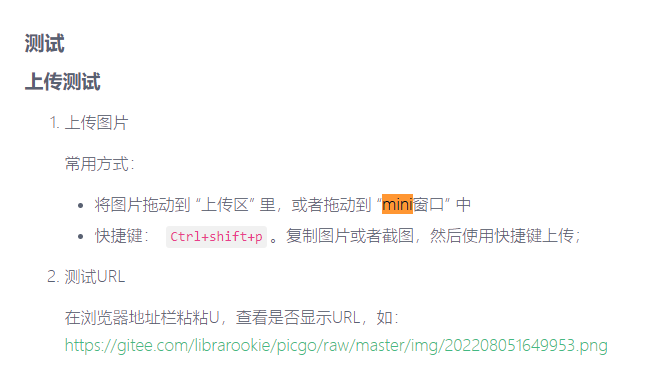 测试
上传测试
1. 上传图片
常用方式：
• 将图片拖动到 “上传区” 里，或者拖动到 “mini窗口” 中
• 快捷键： Ctrl+shift+p 。复制图片或者截图，然后使用快捷键上传；
2. 测试URL
在浏览器地址栏粘粘U，查看是否显示URL，如：
https://gitee.com/librarookie/picgo/raw/master/img/202208051649953.png